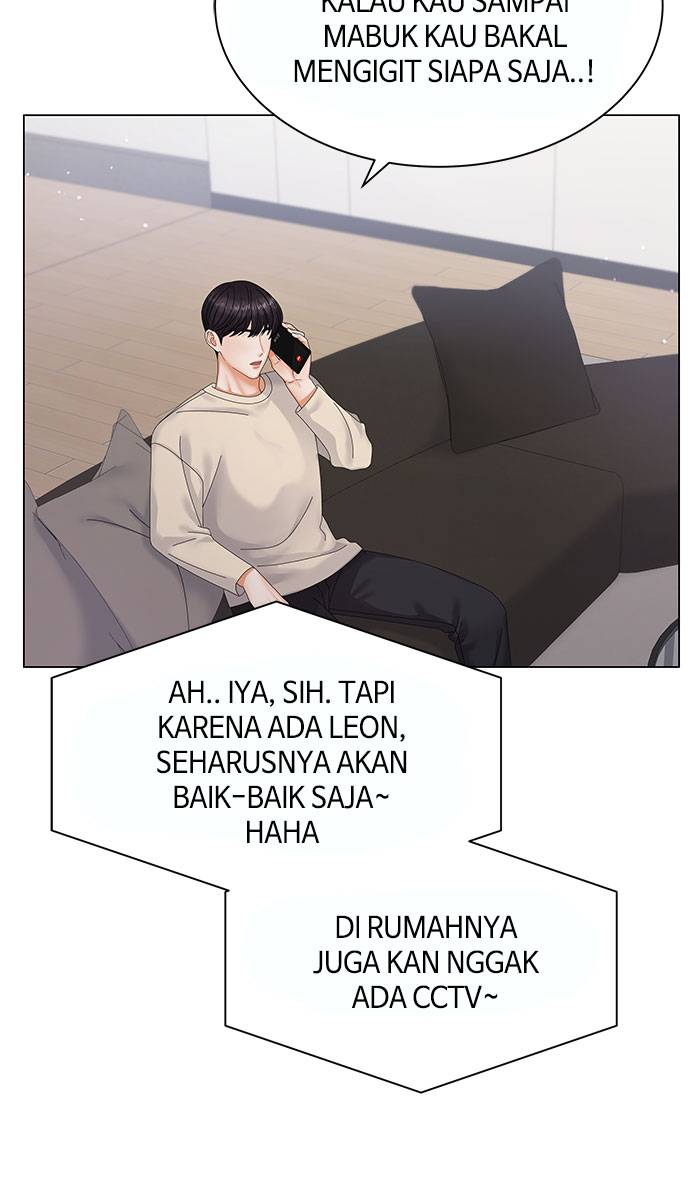 KALAU KAU SAMPAI
MABUK KAU BAKAL
MENGIGIT SIAPA SAJA..!
AH.. IYA, SIH. TAPI
KARENA ADA LEON,
SEHARUSNYA AKAN
BAIK-BAIK SAJA~
HAHA
DI RUMAHNYA
JUGA KAN NGGAK
ADA CCTV~